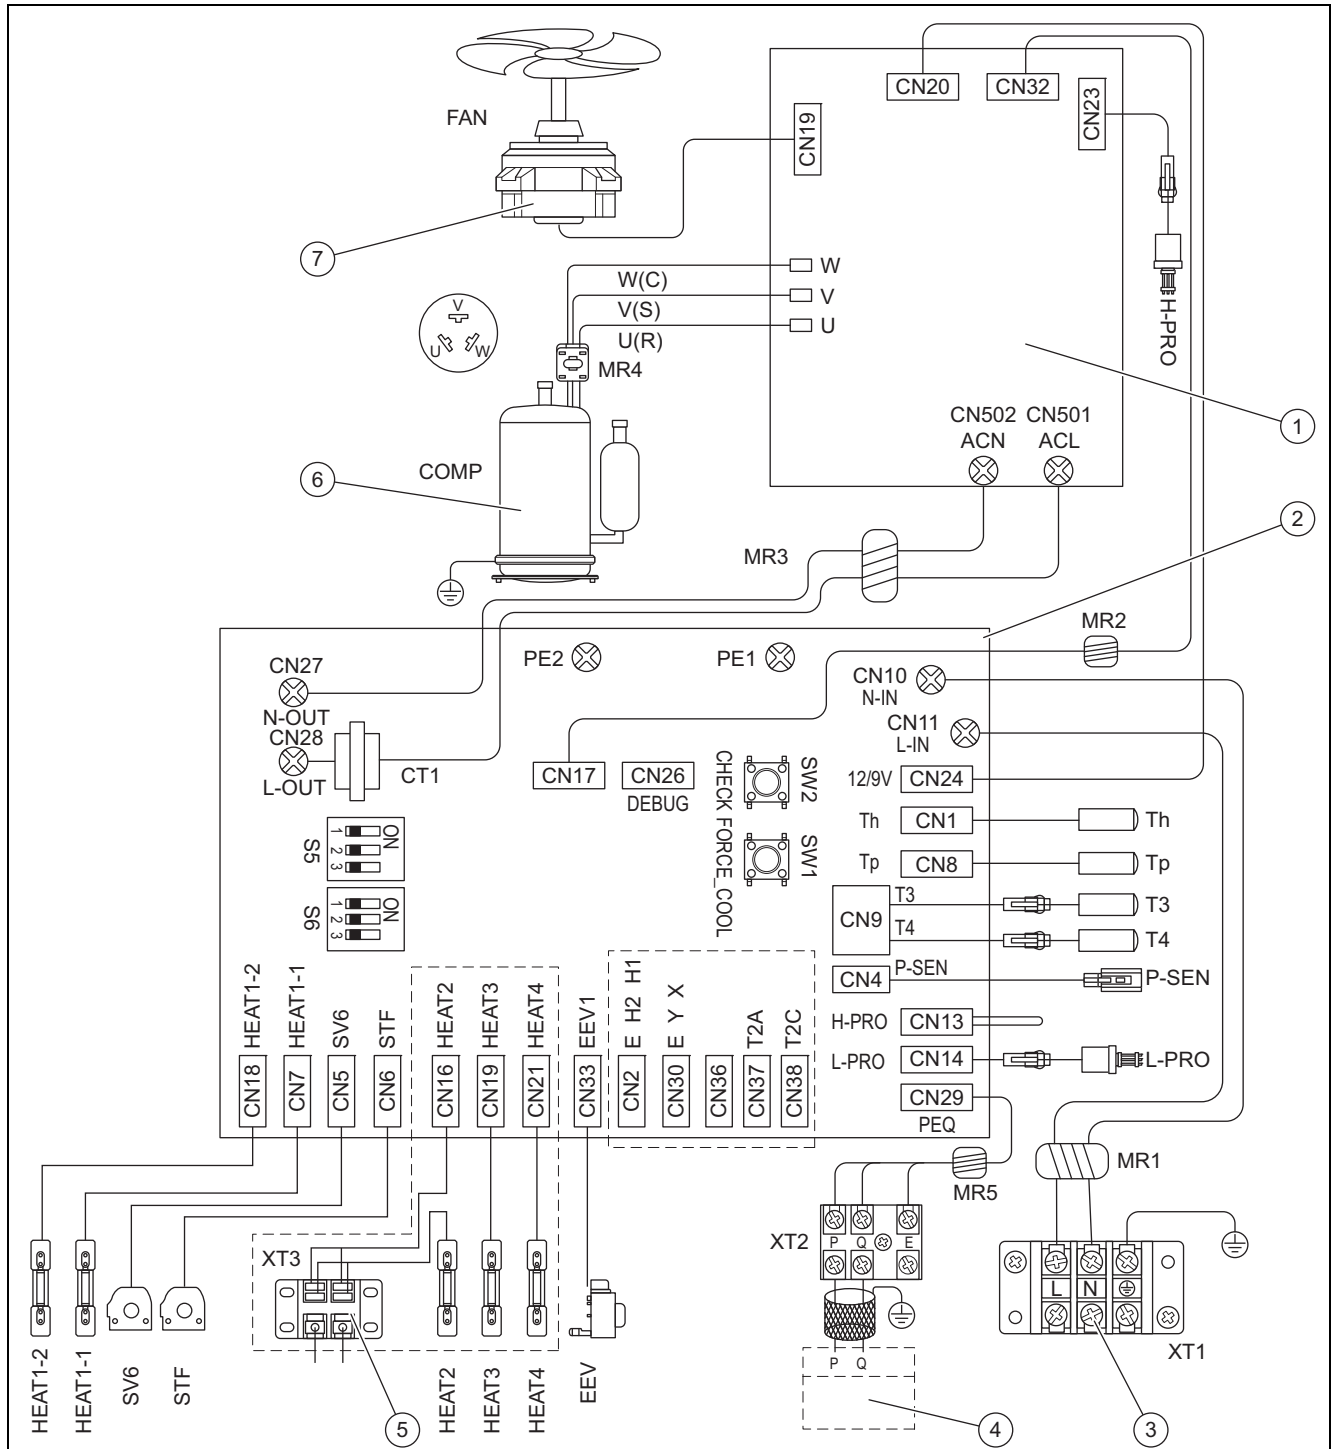 CN20
CN32
CN23
CN19
FAN
H-PRO
7
W
W(C)
V
V(S)
U
U(R)
V
U
W
MR4
1
CN502
CN501
ACN
ACL
COMP
6
2
MR3
MR2
PE2
PE1
CN27
N-OUT
CN28
L-OUT
CT1
CN10
N-IN
CN11
L-IN
CN17
CN26
DEBUG
CHECK FORCE_COOL
SW2
SW1
12/9V
CN24
Th
CN1
Th
Tp
CN8
Tp
CN9
T3
T3
T4
T4
CN4
P-SEN
P-SEN
H-PRO
CN13
L-PRO
CN14
L-PRO
CN29
PEQ
S5
ON
1
2
3
S6
ON
1
2
3
HEAT1-2
HEAT1-1
SV6
STF
HEAT2
HEAT3
HEAT4
EEV1
E H2 H1
E Y X
T2A
T2C
CN18
CN7
CN5
CN6
CN16
CN19
CN21
CN33
CN2
CN30
CN36
CN37
CN38
MR5
MR1
XT3
XT2
P
Q
E
L
N
XT1
P
Q
HEAT1-2
HEAT1-1
SV6
STF
5
HEAT2
HEAT3
HEAT4
EEV
4
3